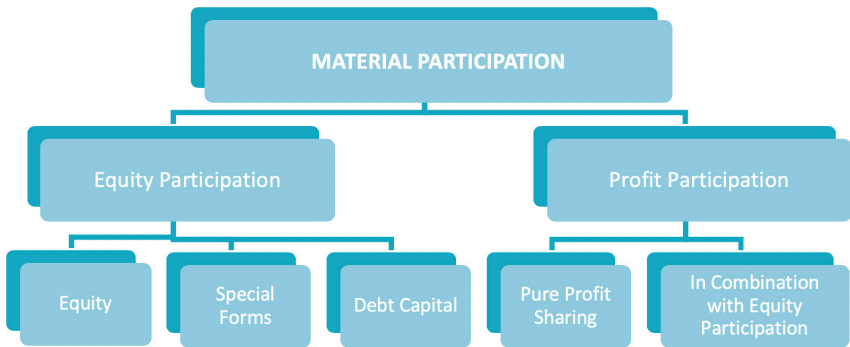 MATERIAL PARTICIPATION
Equity Participation
Profit Participation
Equity
Special
Forms
Debt Capital
Pure Profit
Sharing
In Combination
with Equity
Participation